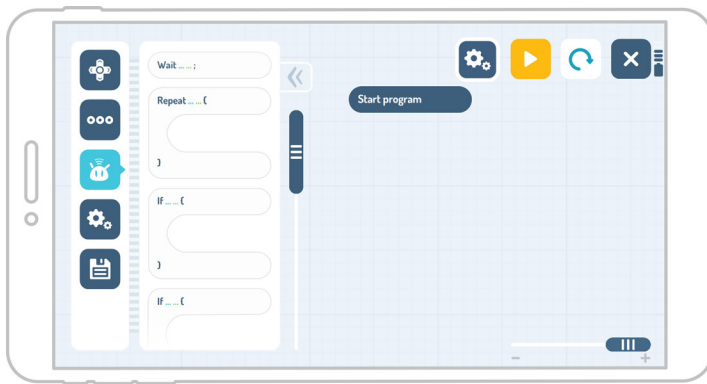 Wait ... ... ;
Repeat ... ... {
}
If ... ... {
}
If ... ... {
Start program
- +